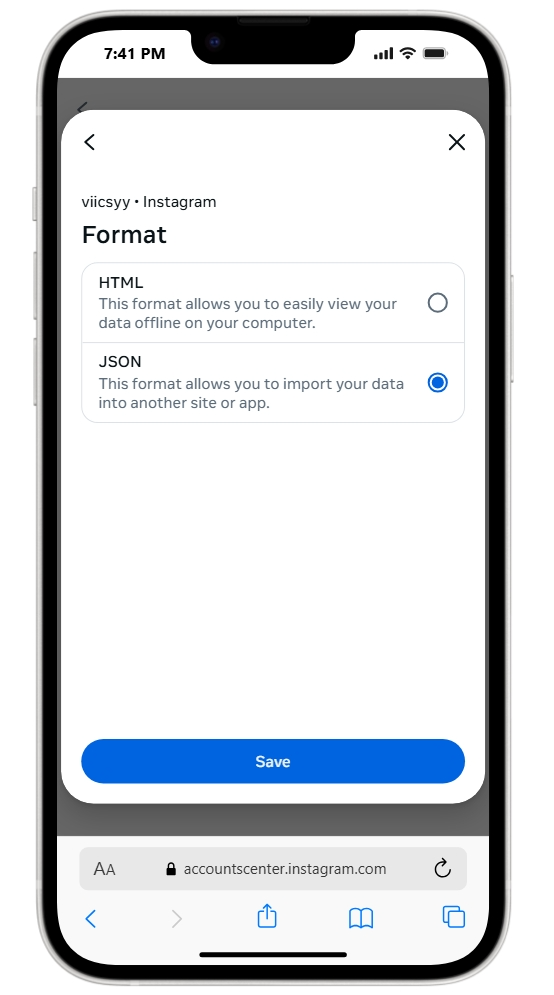 7:41 PM
viicsyy • Instagram
Format
HTML
This format allows you to easily view your
data offline on your computer.
JSON
This format allows you to import your data
into another site or app.
Save
AA accountscenter.instagram.com